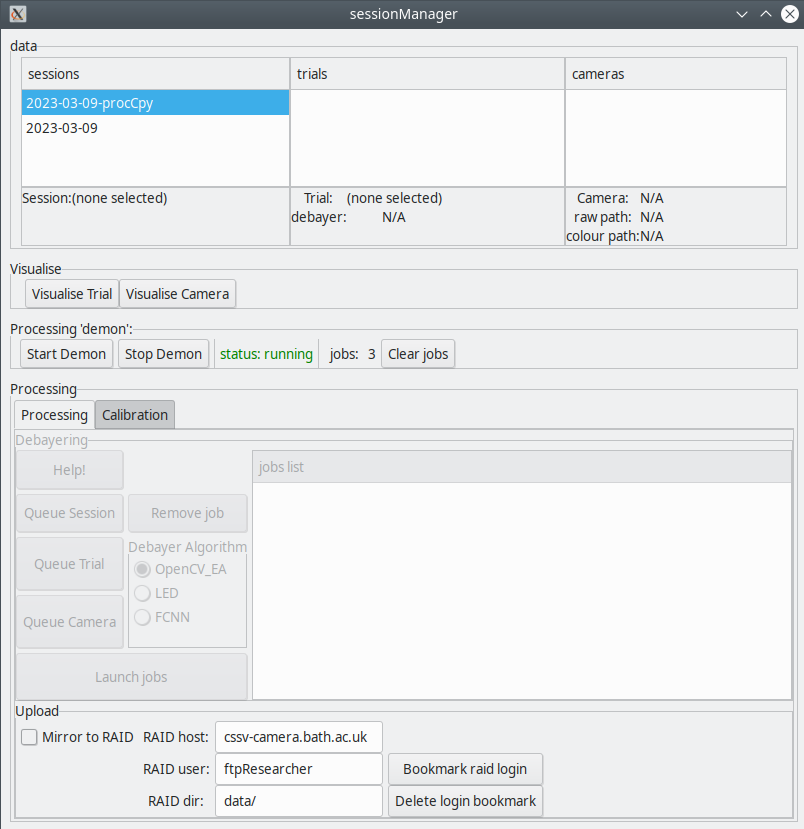 sessionManager
data
sessions trials cameras
2023-03-09-procCpy
2023-03-09
Session:(none selected) Trial: (none selected) Camera: N/A
debayer: N/A raw path: N/A
colour path:N/A
Visualise
Visualise Trial Visualise Camera
Processing 'demon':
Start Demon Stop Demon status: running jobs: 3 Clear jobs
Processing
Processing Calibration
Debayering
Help! jobs list
Queue Session Remove job
Debayer Algorithm
Queue Trial OpenCV_EA
LED
Queue Camera FCNN
Launch jobs
Upload
Mirror to RAID RAID host: cssv-camera.bath.ac.uk
RAID user: ftpResearcher Bookmark raid login
RAID dir: data/ Delete login bookmark